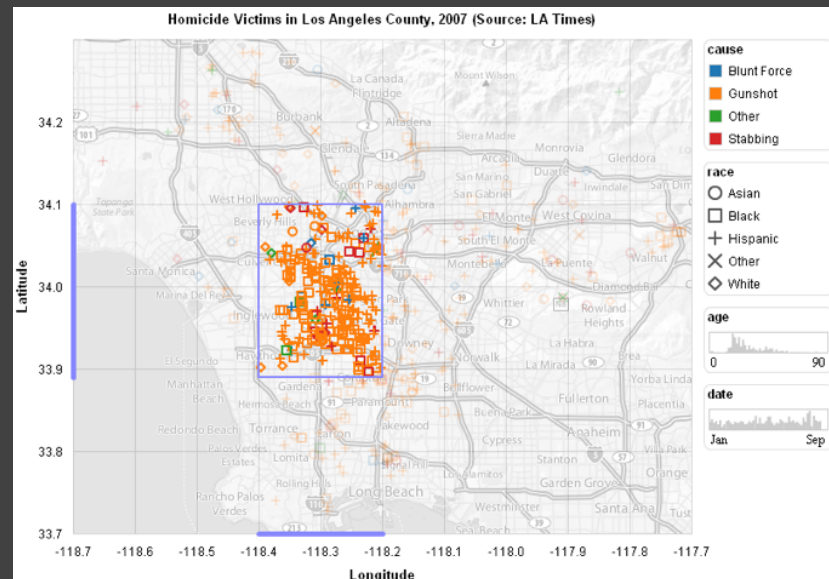 Homicide Victims in Los Angeles County, 2007 (Source: LA Times)
cause
Blunt Force
Gunshot
Other
Stabbing
race
Asian
Black
Hispanic
Other
White
age
0 90
date
Jan Sep
Latitude
34.2
34.1
34.0
33.9
33.8
33.7
-118.7 -118.6 -118.5 -118.4 -118.3 -118.2 -118.1 -118.0 -117.9 -117.8 -117.7
Longitude
La Canada
Flintridge
Mount Wilson
Burbank
Altadena
Glendale
Sierra Madre
Monrovia
Arcadia
Duarte
Glendora
Irwindale
Topanga
State Park
West Hollywood
South Pasadena
San Marino
San Gabriel
Alhambra
Beverly Hills
El Monte
West Covina
South El Monte
La Puente
Walnut
Santa Monica
Marina Del Rey
Diamond Bar
Whittier
Rowland
Heights
Downey
La Habra
El Segundo
Norwalk
La Mirada
Brea
Yorba Linda
Manhattan
Beach
Gardena
Bellflower
Fullerton
Placentia
Hermosa Beach
Paramount
Buena Park
Redondo Beach
Torrance
Lakewood
Cypress
Anaheim
Villa Park
Palos Verdes
Estates
Lomita
Signal Hill
Los Alamitos
Stanton
Orange
Rolling Hills
Garden Grove
Rancho Palos
Verdes
Long Beach
Westminster
Santa Ana
Seal Beach